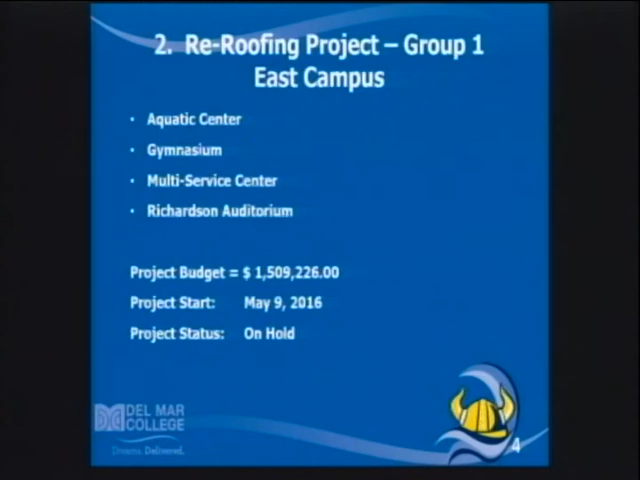 2. Re-Roofing Project – Group 1
East Campus
• Aquatic Center
• Gymnasium
• Multi-Service Center
• Richardson Auditorium
Project Budget = $ 1,509,226.00
Project Start: May 9, 2016
Project Status: On Hold
DEL MAR
COLLEGE
Dreams. Delivered.
4